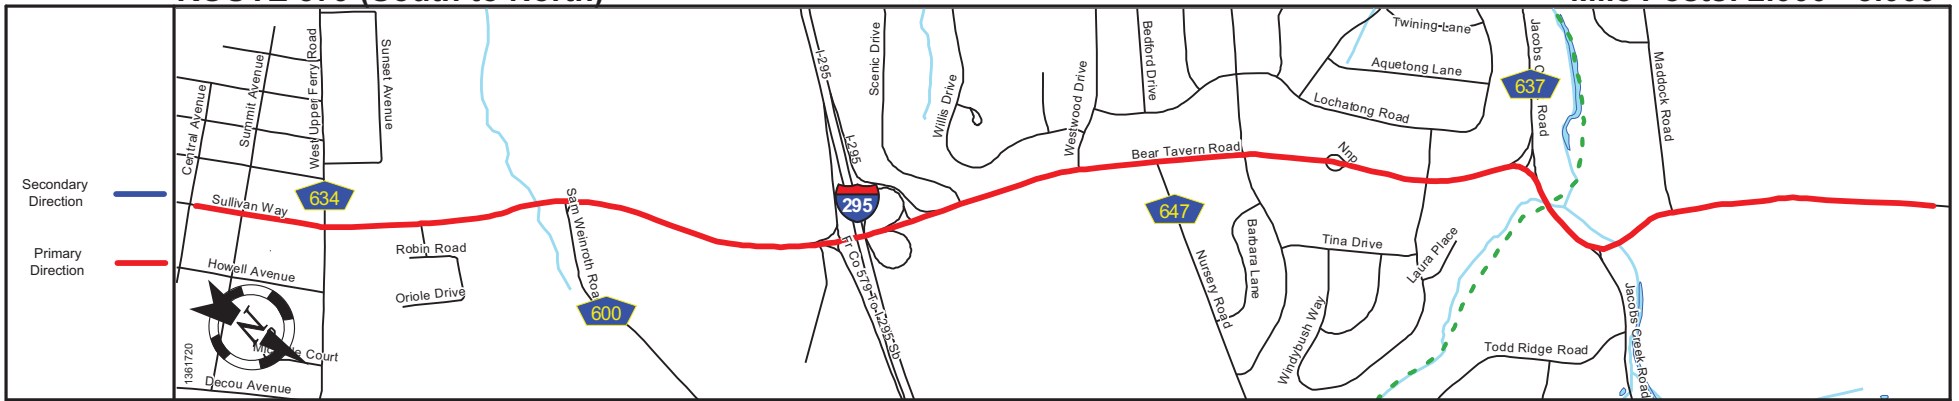 Secondary
Direction
Primary
Direction
Central Avenue
Summit Avenue
West Upper Ferry Road
Sunset Avenue
634
Sullivan Way
Howell Avenue
N
1361720
Court
Decou Avenue
Robin Road
Oriole Drive
Sam Weinroth Roa
600
I-295
I-295
295
Fr Co 579 To I-295 Sb
Scenic Drive
Willis Drive
Westwood Drive
Bedford Drive
Bear Tavern Road
647
Nursery Road
Barbara Lane
Tina Drive
Windybush Way
Laura Place
Nnp
Lochatong Road
Aquetong Lane
Twining Lane
Jacobs C
637
Road
Maddock Road
Todd Ridge Road
Jacobs Creek Road